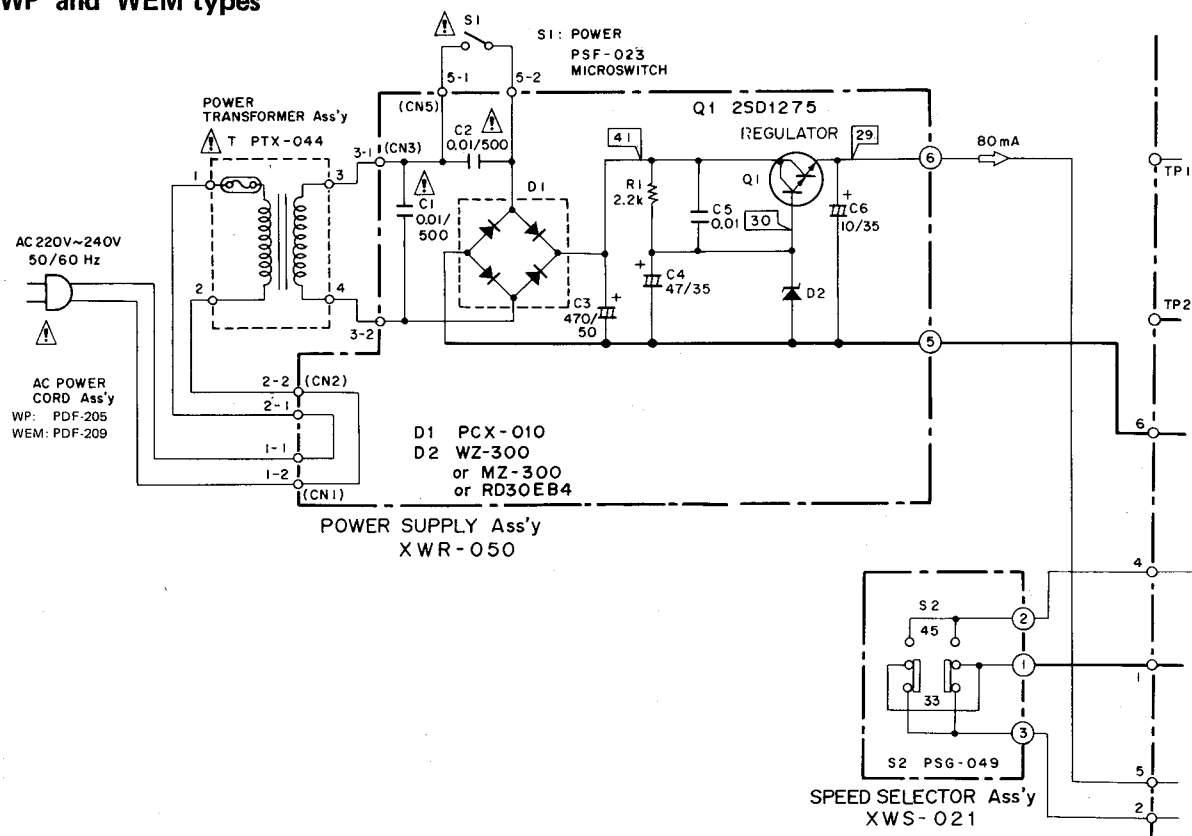 WP and WEM types
S1
S1: POWER
PSF-023
MICROSWITCH
5-1
5-2
POWER
TRANSFORMER Ass'y
T PTX-044
(CN5)
C2
0.01/500
Q1 2SD1275
REGULATOR
3-1
(CN3)
41
29
80mA
6
TP1
1
3
C1
0.01/
500
D1
R1
2.2k
Q1
C5
0.01
30
C6
10/35
AC 220V~240V
50/60 Hz
2
4
3-2
C3
470/
50
C4
47/35
D2
TP2
5
AC POWER
CORD Ass'y
WP: PDF-205
WEM: PDF-209
2-2 (CN2)
2-1
1-1
1-2
(CN1)
D1 PCX-010
D2 WZ-300
or MZ-300
or RD30EB4
6
POWER SUPPLY Ass'y
XWR-050
4
S2
45
2
1
1
33
3
S2 PSG-049
5
SPEED SELECTOR Ass'y
XWS-021
2